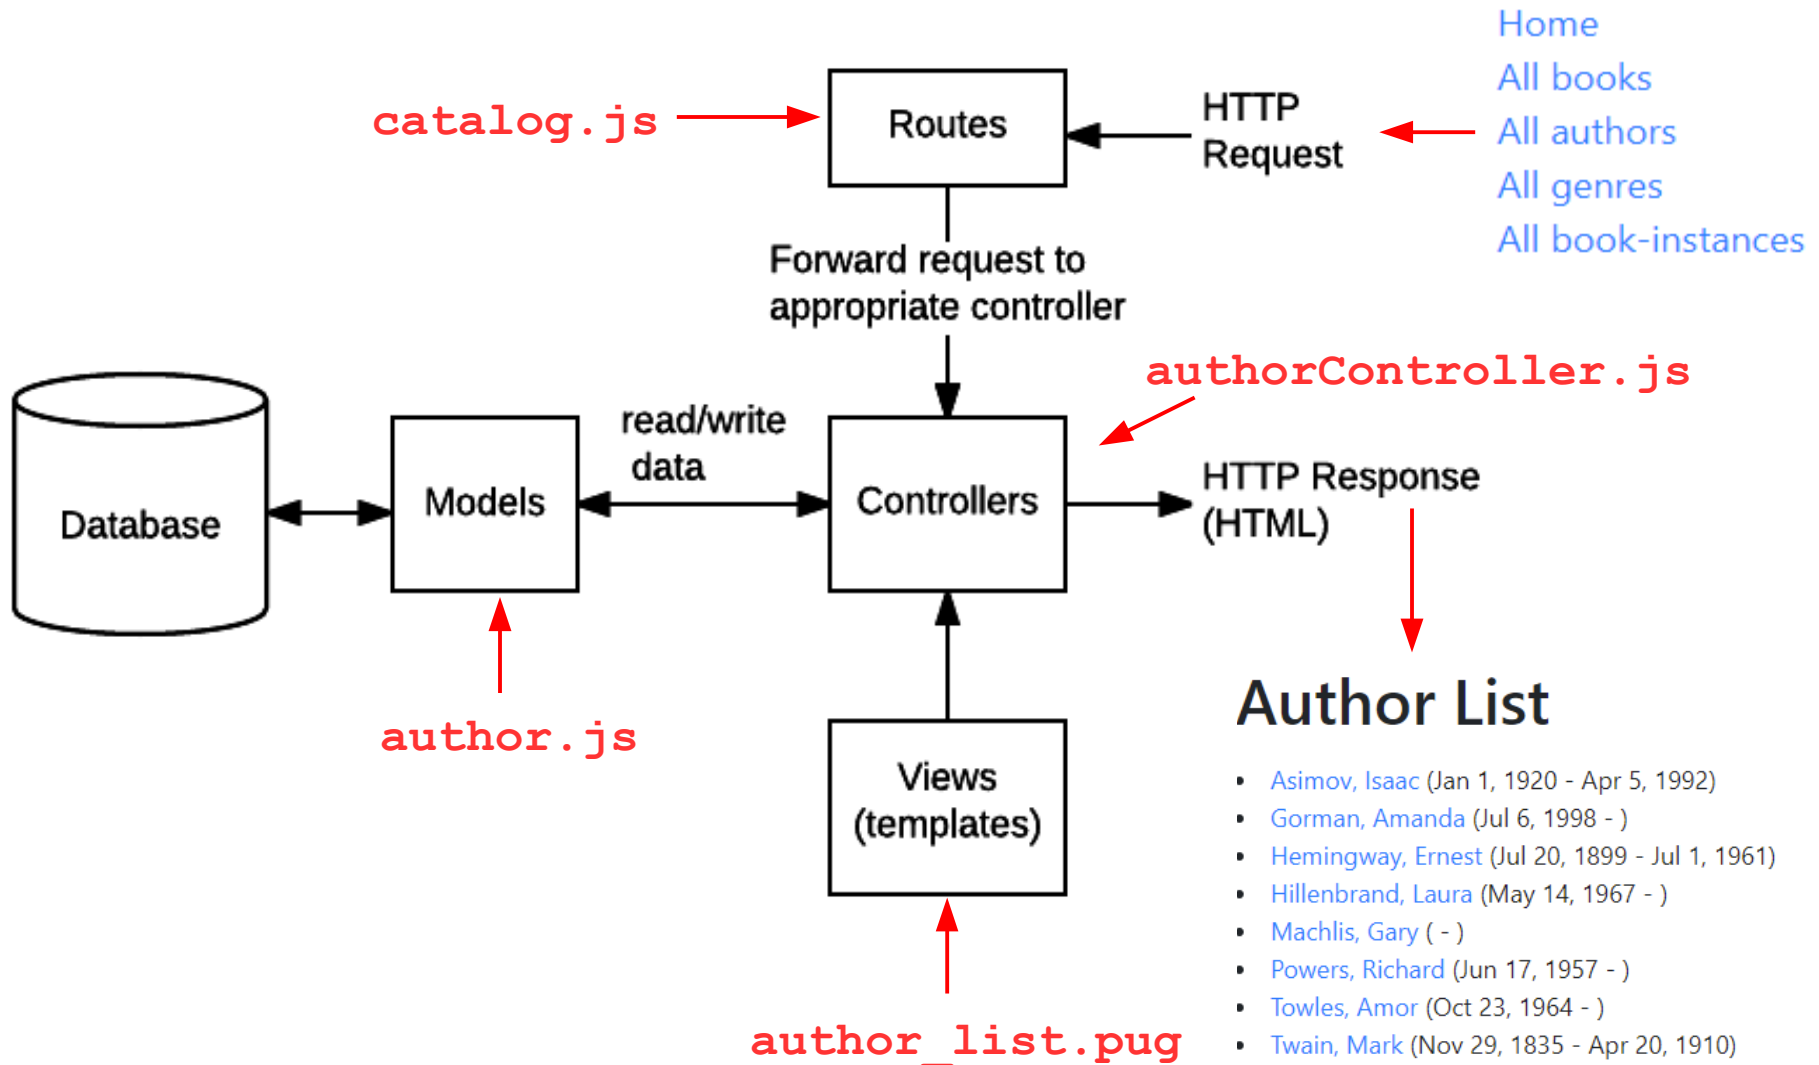 Home
All books
All authors
All genres
All book-instances
catalog.js
Routes
HTTP
Request
Forward request to
appropriate controller
authorController.js
read/write
data
Database
Models
Controllers
HTTP Response
(HTML)
author.js
Views
(templates)
author_list.pug
Author List
• Asimov, Isaac (Jan 1, 1920 - Apr 5, 1992)
• Gorman, Amanda (Jul 6, 1998 - )
• Hemingway, Ernest (Jul 20, 1899 - Jul 1, 1961)
• Hillenbrand, Laura (May 14, 1967 - )
• Machlis, Gary ( - )
• Powers, Richard (Jun 17, 1957 - )
• Towles, Amor (Oct 23, 1964 - )
• Twain, Mark (Nov 29, 1835 - Apr 20, 1910)